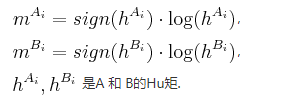 m^{A_i} = sign(h^{A_i}) · log(h^{A_i}),
m^{B_i} = sign(h^{B_i}) · log(h^{B_i}),
h^{A_i}, h^{B_i} 是A 和 B的Hu矩.